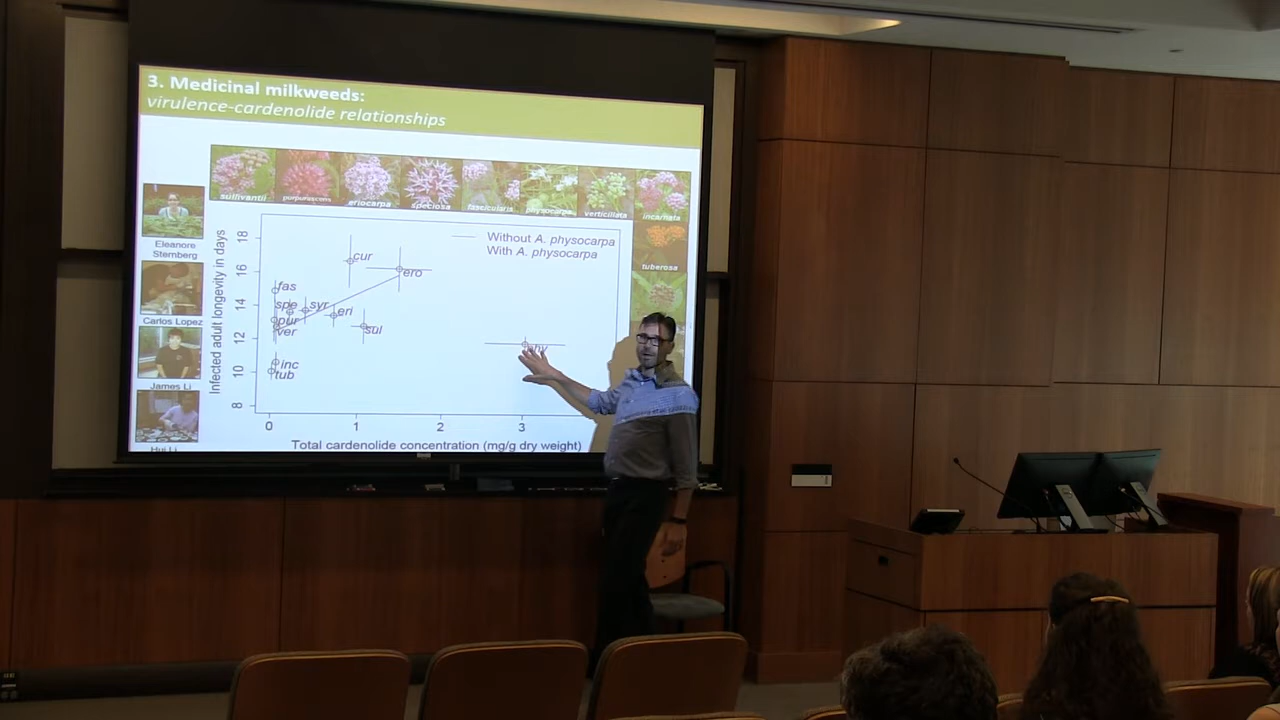 3. Medicinal milkweeds:
virulence-cardenolide relationships
sullivantii
purpurascens
eriocarpa
speciosa
fascicularis
physocarpa
verticillata
incarnata
tuberosa
Eleanore
Sternberg
Carlos Lopez
James Li
Hui Li
Infected adult longevity in days
18
16
14
12
10
8
Without A. physocarpa
With A. physocarpa
cur
ero
fas
spe
syr
eri
pur
ver
sul
inc
tub
phy
0
1
2
3
Total cardenolide concentration (mg/g dry weight)